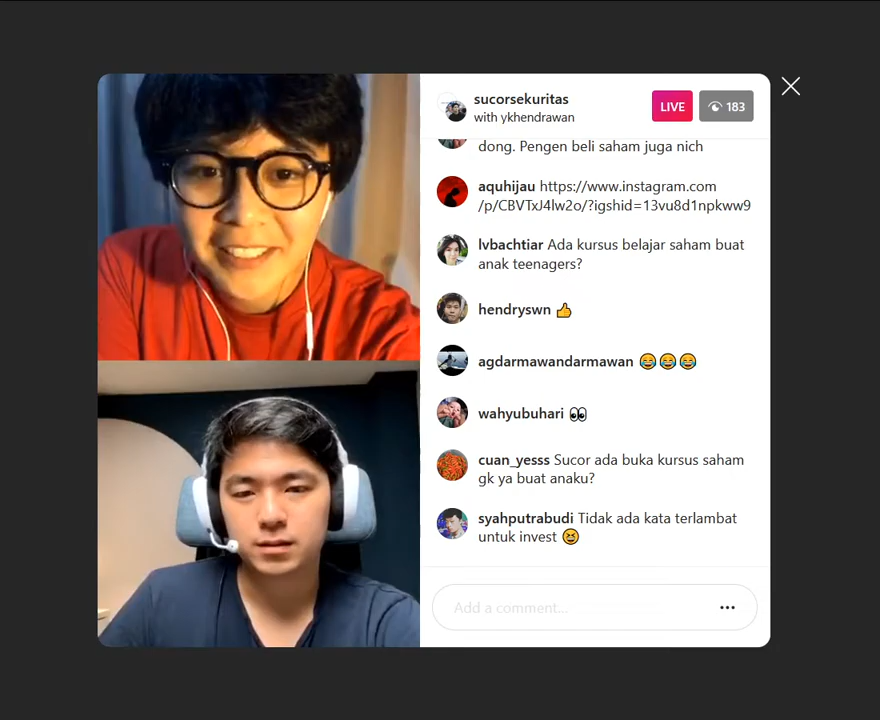 sucorsekuritas
with ykhendrawan
LIVE
183
dong. Pengen beli saham juga nich
aquhijau https://www.instagram.com
/p/CBVTxJ4lw2o/?igshid=13vu8d1npkww9
lvbachtiar Ada kursus belajar saham buat
anak teenagers?
hendryswn 👍
agdarmawandarmawan 😂😂😂
wahyubuhari 👀
cuan_yesss Sucor ada buka kursus saham
gk ya buat anaku?
syahputrabudi Tidak ada kata terlambat
untuk invest 😆
Add a comment...